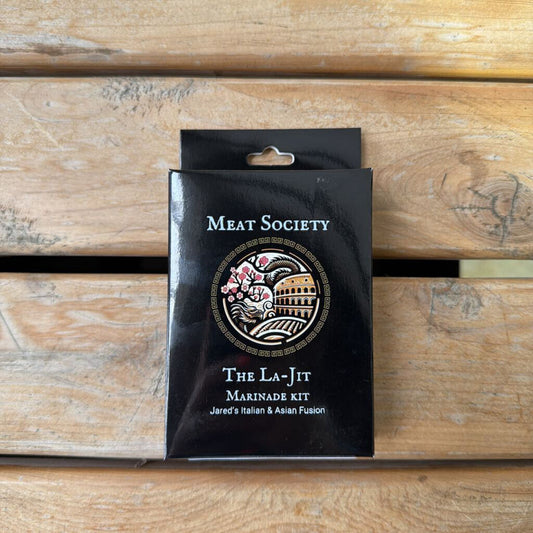 Meat Society
The La-Jit
Marinade kit
Jared's Italian & Asian Fusion